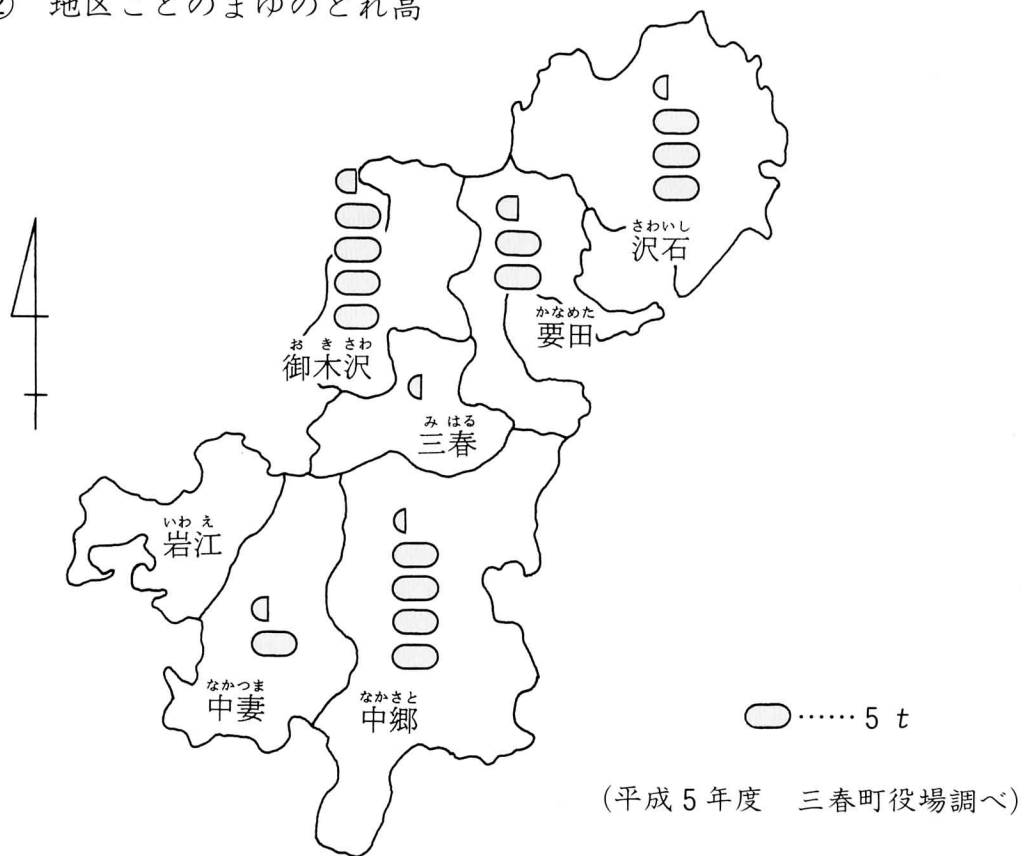 ② 地区ごとのまゆのとれ高
さわいし
沢石
かなめた
要田
おきさわ
御木沢
みはる
三春
いわえ
岩江
なかつま
中妻
なかさと
中郷
……5 t
(平成5年度 三春町役場調べ)